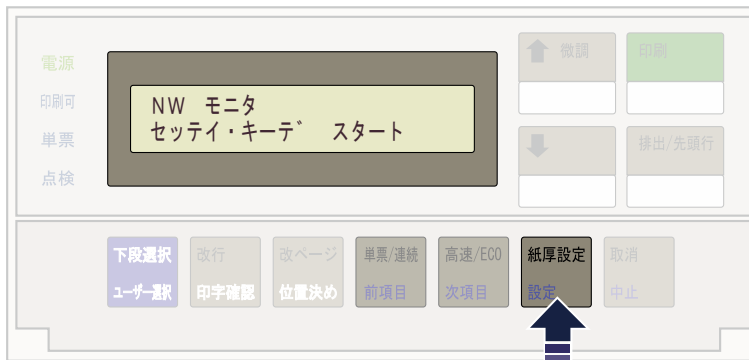 電源
印刷可
単票
点検
NW モニタ
セッテイ・キーデ゛ スタート
微調
印刷
排出/先頭行
下段選択
ユーザー選択
改行
印字確認
改ページ
位置決め
単票/連続
前項目
高速/ECO
次項目
紙厚設定
設定
取消
中止